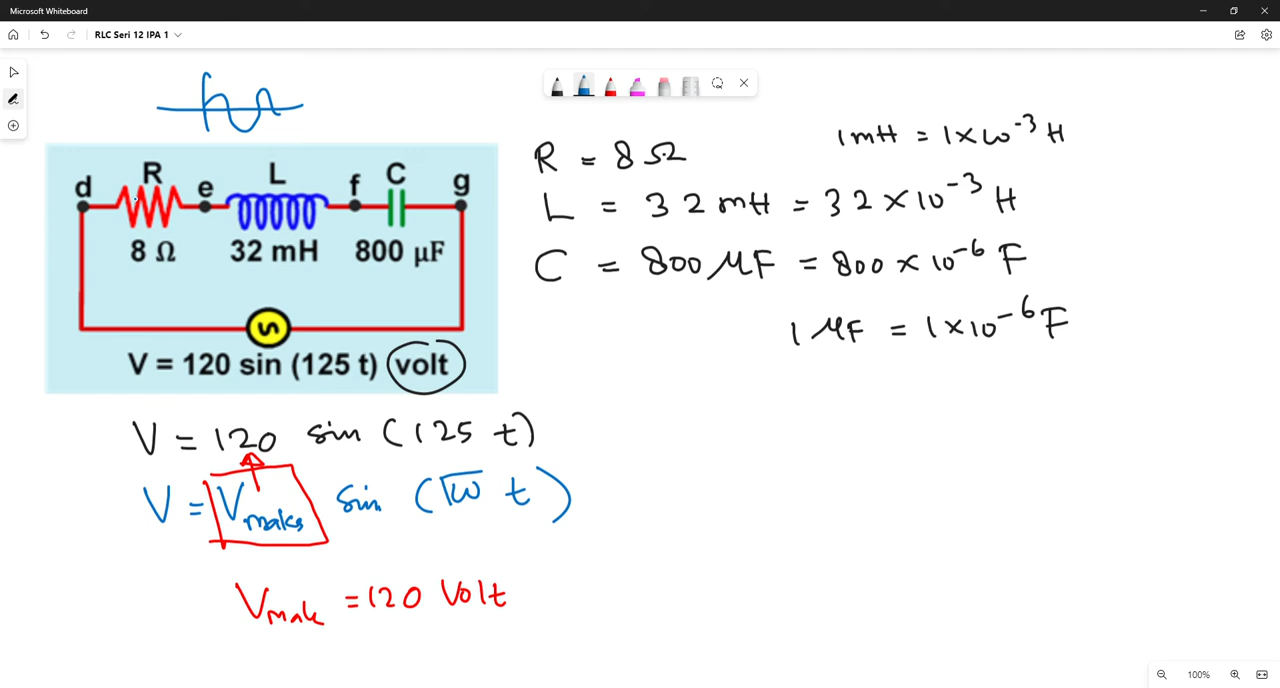 Microsoft Whiteboard
RLC Seri 12 IPA 1
d R e L f C g
8 Ω 32 mH 800 μF
V = 120 sin (125 t) volt
V = 120 sin (125 t)
V = Vmaks sin (ω t)
Vmak = 120 Volt
R = 8 Ω
1 mH = 1 × 10⁻³ H
L = 32 mH = 32 × 10⁻³ H
C = 800 μF = 800 × 10⁻⁶ F
1 μF = 1 × 10⁻⁶ F
100%